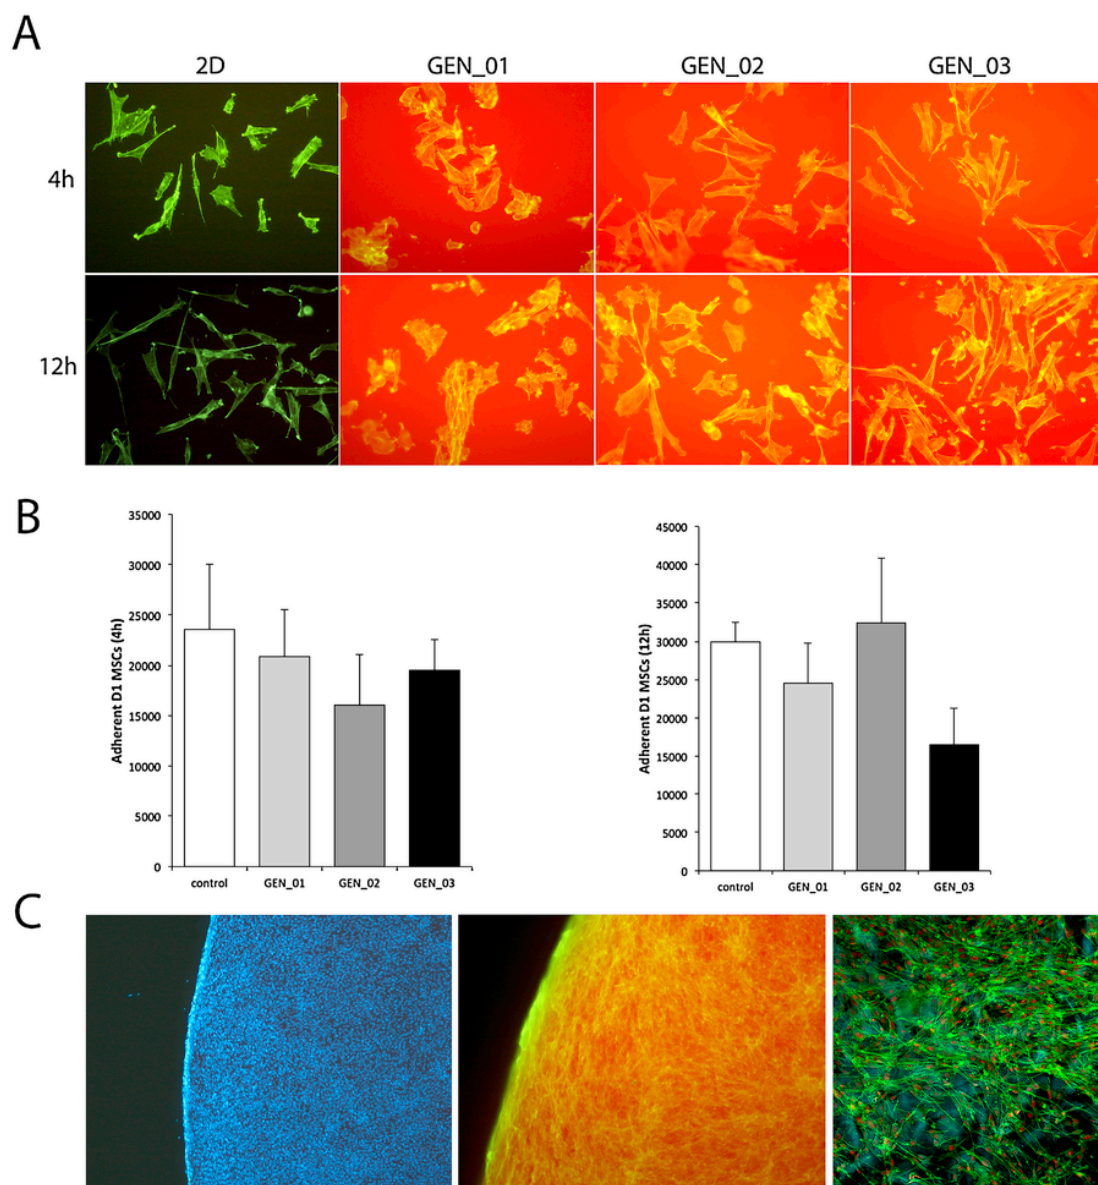 A
2D GEN_01 GEN_02 GEN_03
4h
12h
B
Adherent D1 MSCs (4h)
35000
30000
25000
20000
15000
10000
5000
0
control GEN_01 GEN_02 GEN_03
Adherent D1 MSCs (12h)
45000
40000
35000
30000
25000
20000
15000
10000
5000
0
control GEN_01 GEN_02 GEN_03
C